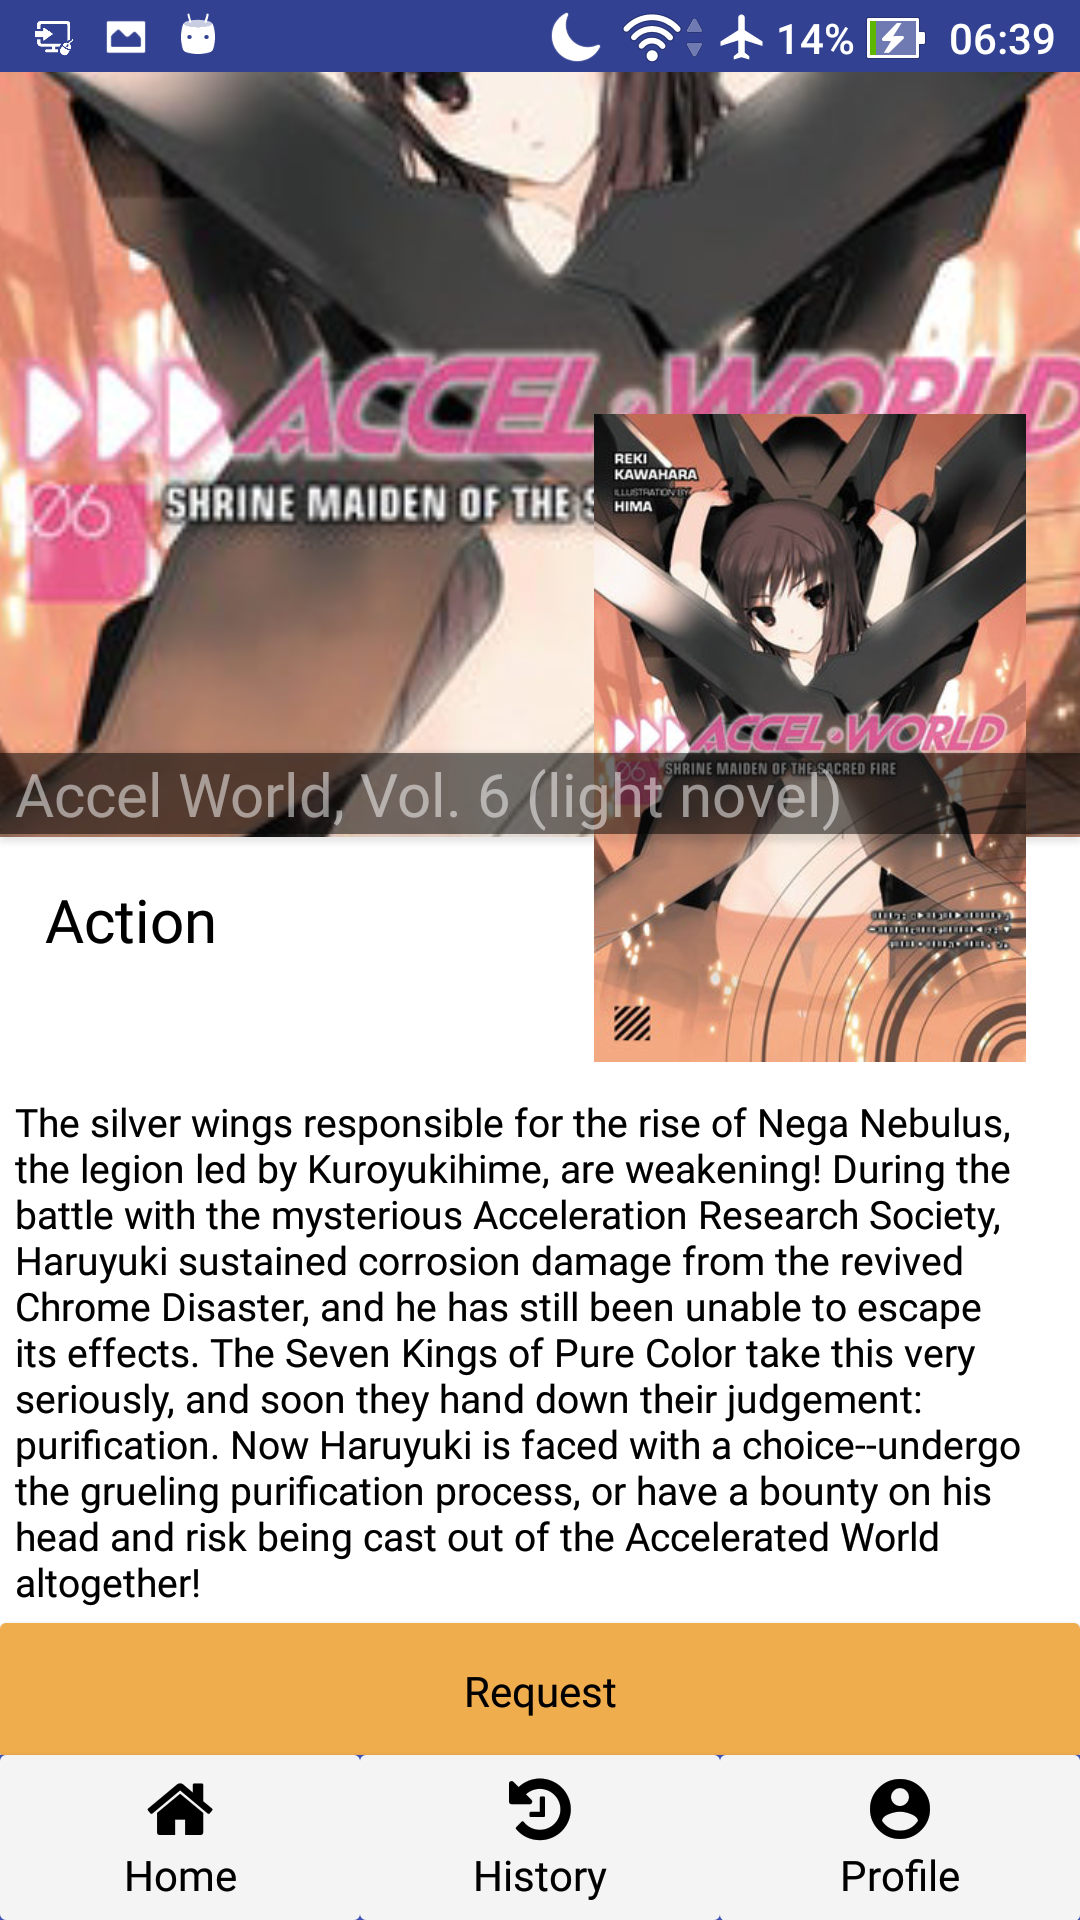 14% 06:39
ACCEL·WORLD
06 SHRINE MAIDEN OF THE S
REKI
KAWAHARA
ILLUSTRATION BY
HIMA
ACCEL·WORLD
06 SHRINE MAIDEN OF THE SACRED FIRE
Accel World, Vol. 6 (light novel)
Action
The silver wings responsible for the rise of Nega Nebulus,
the legion led by Kuroyukihime, are weakening! During the
battle with the mysterious Acceleration Research Society,
Haruyuki sustained corrosion damage from the revived
Chrome Disaster, and he has still been unable to escape
its effects. The Seven Kings of Pure Color take this very
seriously, and soon they hand down their judgement:
purification. Now Haruyuki is faced with a choice--undergo
the grueling purification process, or have a bounty on his
head and risk being cast out of the Accelerated World
altogether!
Request
Home History Profile